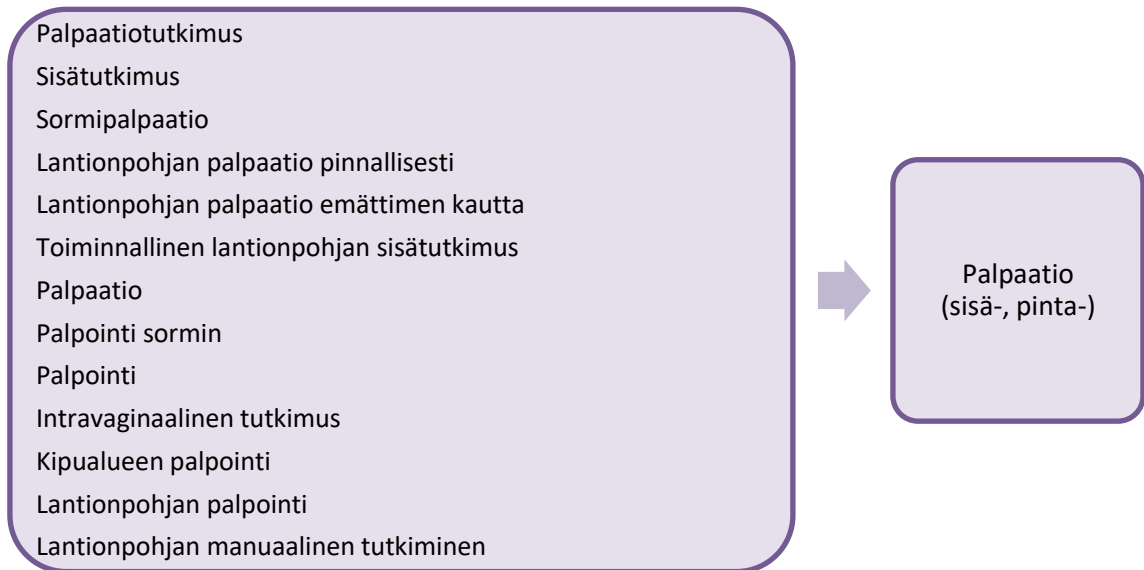 Palpaatiotutkimus
Sisätutkimus
Sormipalpaatio
Lantionpohjan palpaatio pinnallisesti
Lantionpohjan palpaatio emättimen kautta
Toiminnallinen lantionpohjan sisätutkimus
Palpaatio
Palpointi sormin
Palpointi
Intravaginaalinen tutkimus
Kipualueen palpointi
Lantionpohjan palpointi
Lantionpohjan manuaalinen tutkiminen
Palpaatio
(sisä-, pinta-)